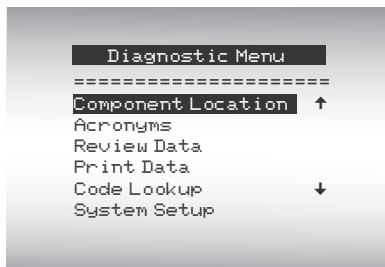 Diagnostic Menu
=====================
Component Location ↑
Acronyms
Review Data
Print Data
Code Lookup ↓
System Setup